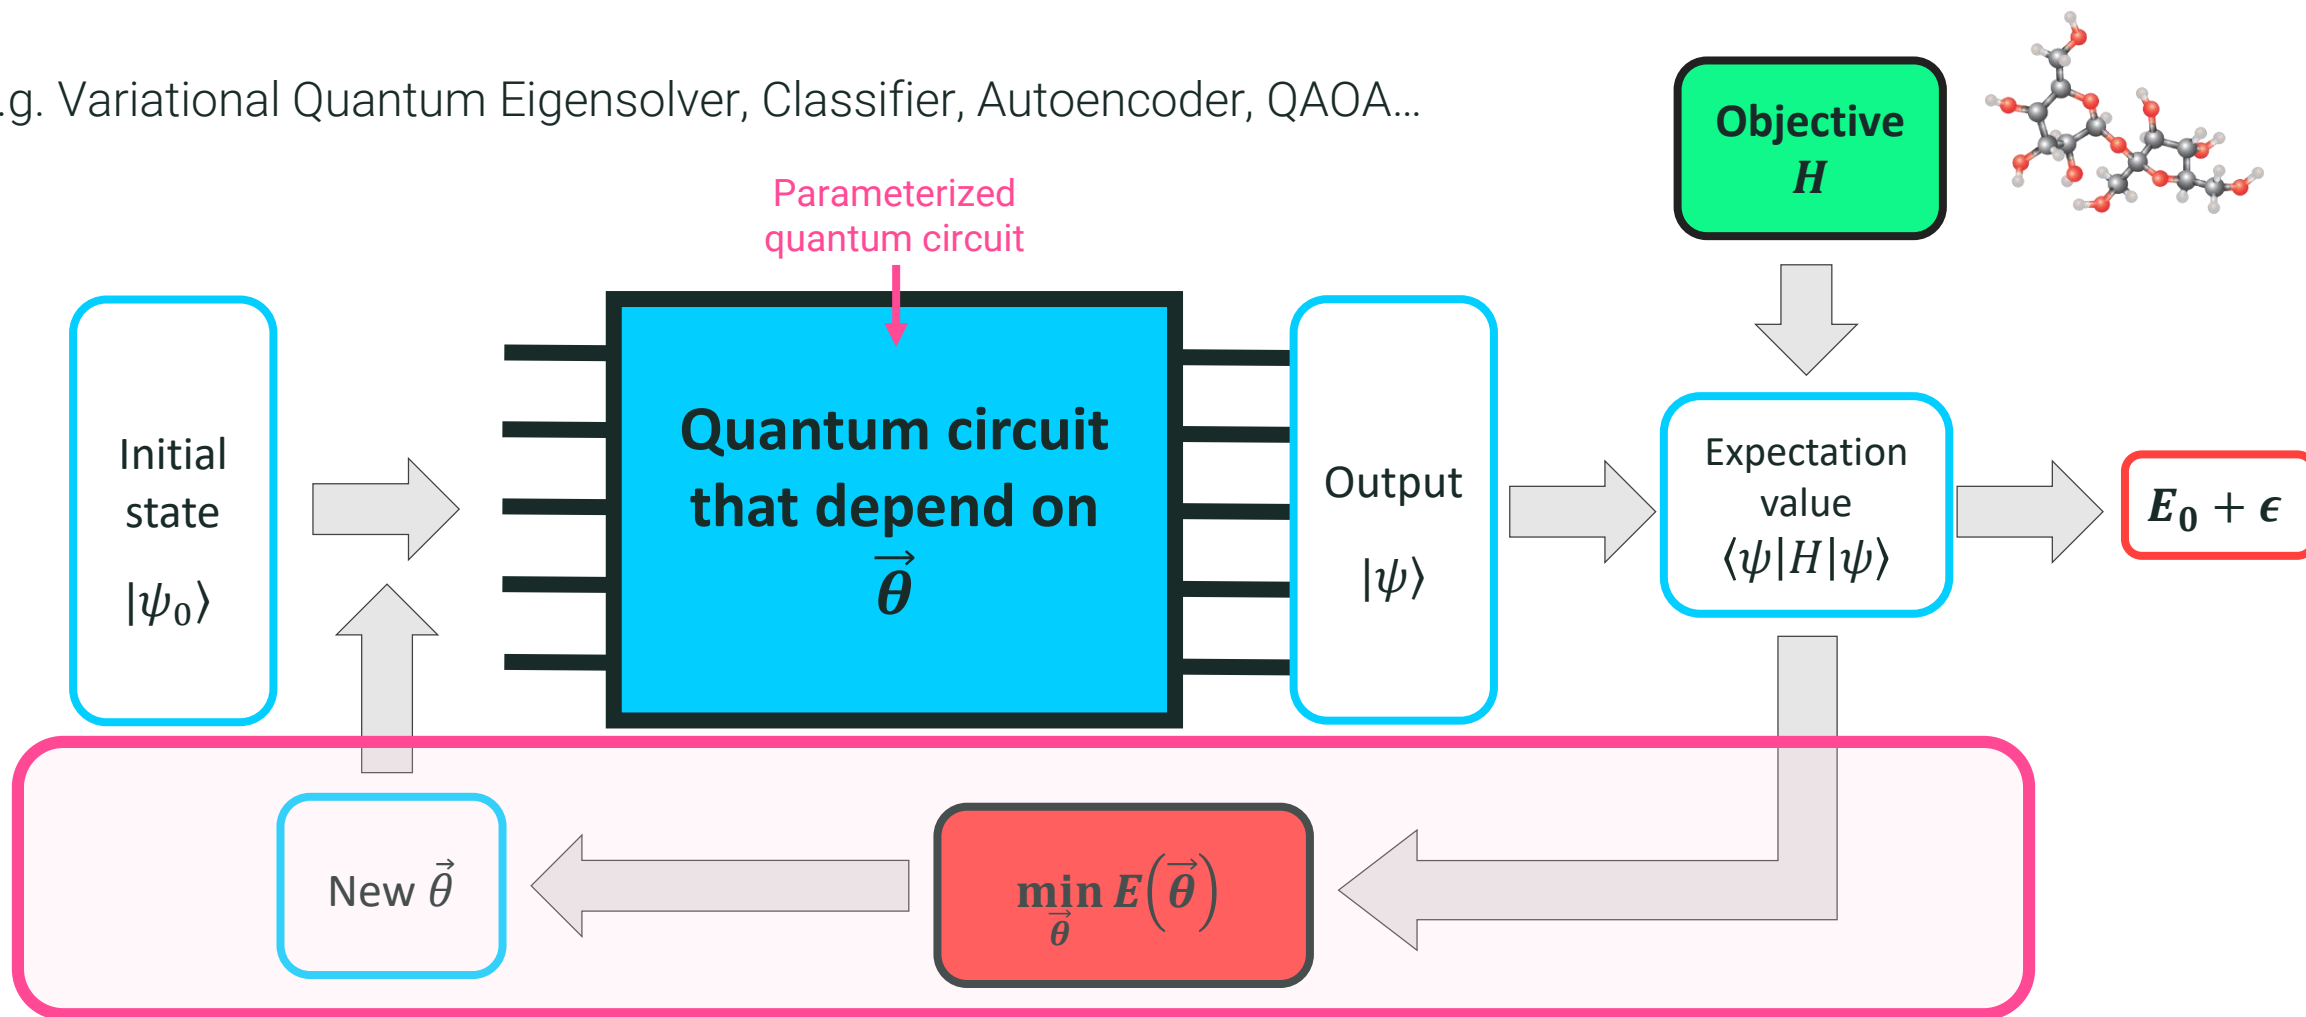 .g. Variational Quantum Eigensolver, Classifier, Autoencoder, QAOA...
Objective
H
Parameterized
quantum circuit
Initial
state
|ψ₀⟩
Quantum circuit
that depend on
θ⃗
Output
|ψ⟩
Expectation
value
⟨ψ|H|ψ⟩
E₀ + ϵ
New θ⃗
min E(θ⃗)
θ⃗